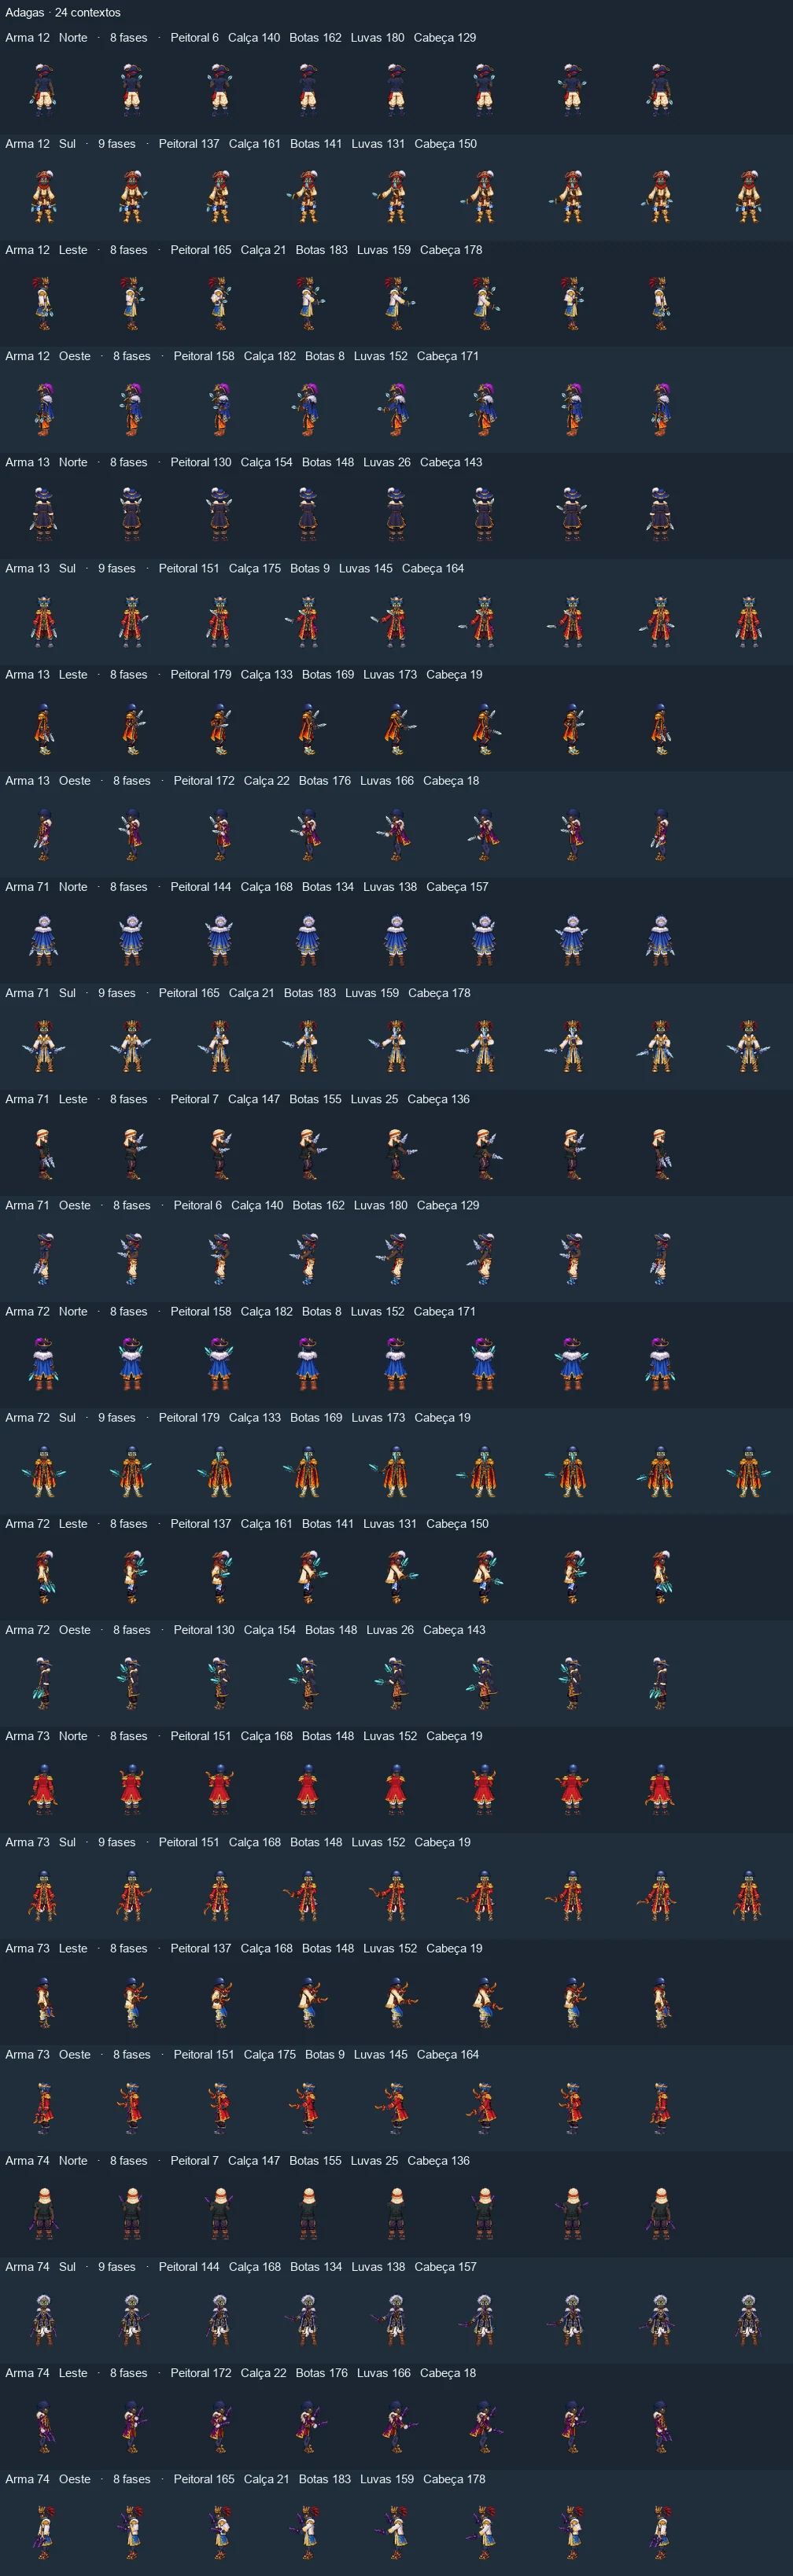 Adagas · 24 contextos
Arma 12 Norte · 8 fases · Peitoral 6 Calça 140 Botas 162 Luvas 180 Cabeça 129
Arma 12 Sul · 9 fases · Peitoral 137 Calça 161 Botas 141 Luvas 131 Cabeça 150
Arma 12 Leste · 8 fases · Peitoral 165 Calça 21 Botas 183 Luvas 159 Cabeça 178
Arma 12 Oeste · 8 fases · Peitoral 158 Calça 182 Botas 8 Luvas 152 Cabeça 171
Arma 13 Norte · 8 fases · Peitoral 130 Calça 154 Botas 148 Luvas 26 Cabeça 143
Arma 13 Sul · 9 fases · Peitoral 151 Calça 175 Botas 9 Luvas 145 Cabeça 164
Arma 13 Leste · 8 fases · Peitoral 179 Calça 133 Botas 169 Luvas 173 Cabeça 19
Arma 13 Oeste · 8 fases · Peitoral 172 Calça 22 Botas 176 Luvas 166 Cabeça 18
Arma 71 Norte · 8 fases · Peitoral 144 Calça 168 Botas 134 Luvas 138 Cabeça 157
Arma 71 Sul · 9 fases · Peitoral 165 Calça 21 Botas 183 Luvas 159 Cabeça 178
Arma 71 Leste · 8 fases · Peitoral 7 Calça 147 Botas 155 Luvas 25 Cabeça 136
Arma 71 Oeste · 8 fases · Peitoral 6 Calça 140 Botas 162 Luvas 180 Cabeça 129
Arma 72 Norte · 8 fases · Peitoral 158 Calça 182 Botas 8 Luvas 152 Cabeça 171
Arma 72 Sul · 9 fases · Peitoral 179 Calça 133 Botas 169 Luvas 173 Cabeça 19
Arma 72 Leste · 8 fases · Peitoral 137 Calça 161 Botas 141 Luvas 131 Cabeça 150
Arma 72 Oeste · 8 fases · Peitoral 130 Calça 154 Botas 148 Luvas 26 Cabeça 143
Arma 73 Norte · 8 fases · Peitoral 151 Calça 168 Botas 148 Luvas 152 Cabeça 19
Arma 73 Sul · 9 fases · Peitoral 151 Calça 168 Botas 148 Luvas 152 Cabeça 19
Arma 73 Leste · 8 fases · Peitoral 137 Calça 168 Botas 148 Luvas 152 Cabeça 19
Arma 73 Oeste · 8 fases · Peitoral 151 Calça 175 Botas 9 Luvas 145 Cabeça 164
Arma 74 Norte · 8 fases · Peitoral 7 Calça 147 Botas 155 Luvas 25 Cabeça 136
Arma 74 Sul · 9 fases · Peitoral 144 Calça 168 Botas 134 Luvas 138 Cabeça 157
Arma 74 Leste · 8 fases · Peitoral 172 Calça 22 Botas 176 Luvas 166 Cabeça 18
Arma 74 Oeste · 8 fases · Peitoral 165 Calça 21 Botas 183 Luvas 159 Cabeça 178